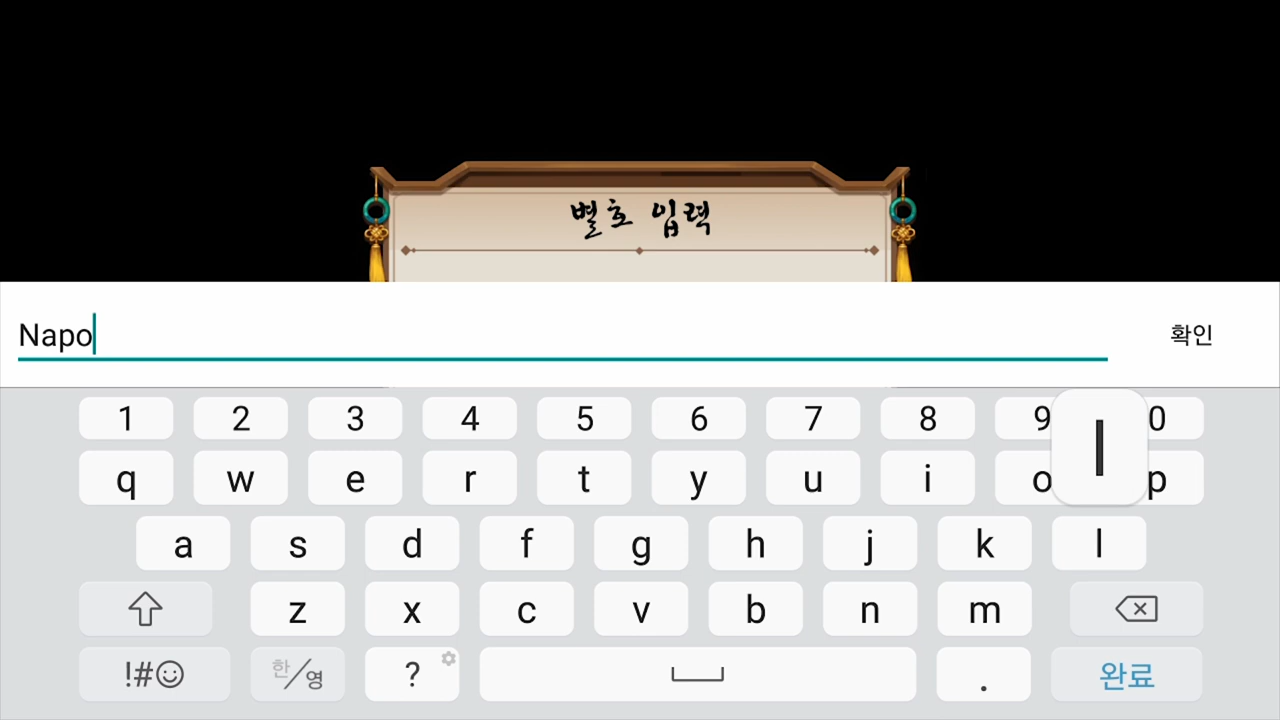 별호 입력
Napo
확인
1 2 3 4 5 6 7 8 9 0
l
q w e r t y u i o p
a s d f g h j k l
z x c v b n m
!#☺ 한/영 ? . 완료